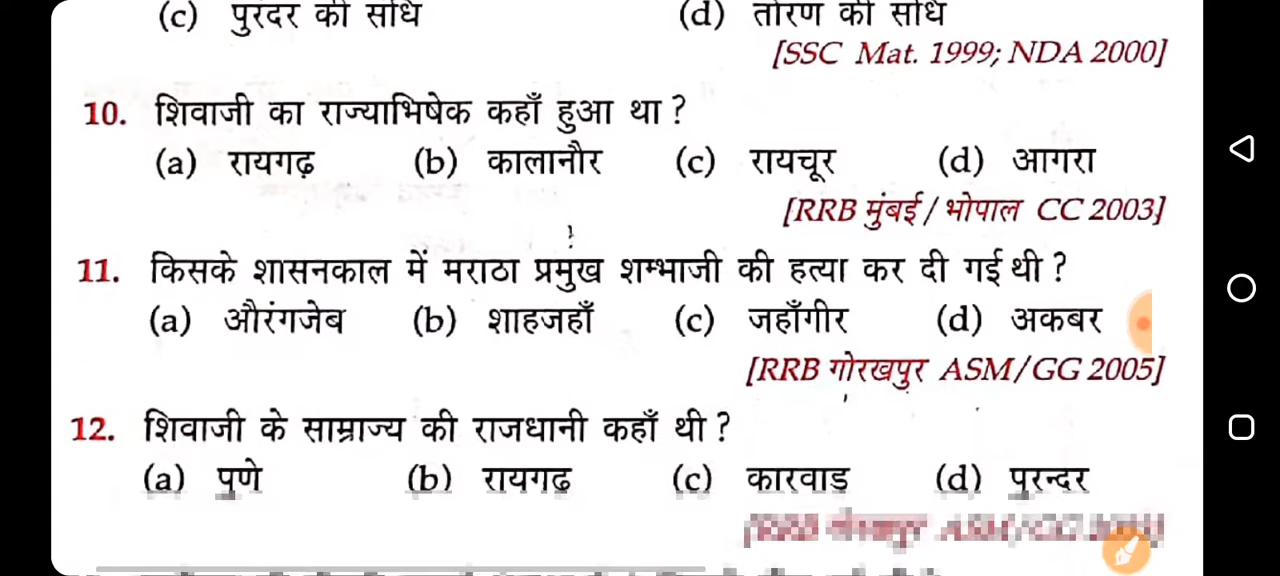 (c) पुरंदर की संधि (d) तोरण की संधि
[SSC Mat. 1999; NDA 2000]
10. शिवाजी का राज्याभिषेक कहाँ हुआ था ?
(a) रायगढ़ (b) कालानौर (c) रायचूर (d) आगरा
[RRB मुंबई / भोपाल CC 2003]
11. किसके शासनकाल में मराठा प्रमुख शम्भाजी की हत्या कर दी गई थी ?
(a) औरंगजेब (b) शाहजहाँ (c) जहाँगीर (d) अकबर
[RRB गोरखपुर ASM/GG 2005]
12. शिवाजी के साम्राज्य की राजधानी कहाँ थी ?
(a) पुणे (b) रायगढ़ (c) कारवाड़ (d) पुरन्दर